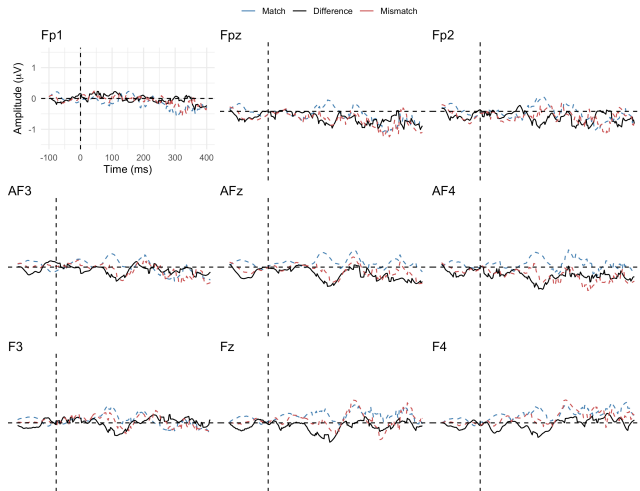 Match Difference Mismatch
Fp1 Fpz Fp2
Amplitude (μV)
1
0
-1
-100 0 100 200 300 400
Time (ms)
AF3 AFz AF4
F3 Fz F4